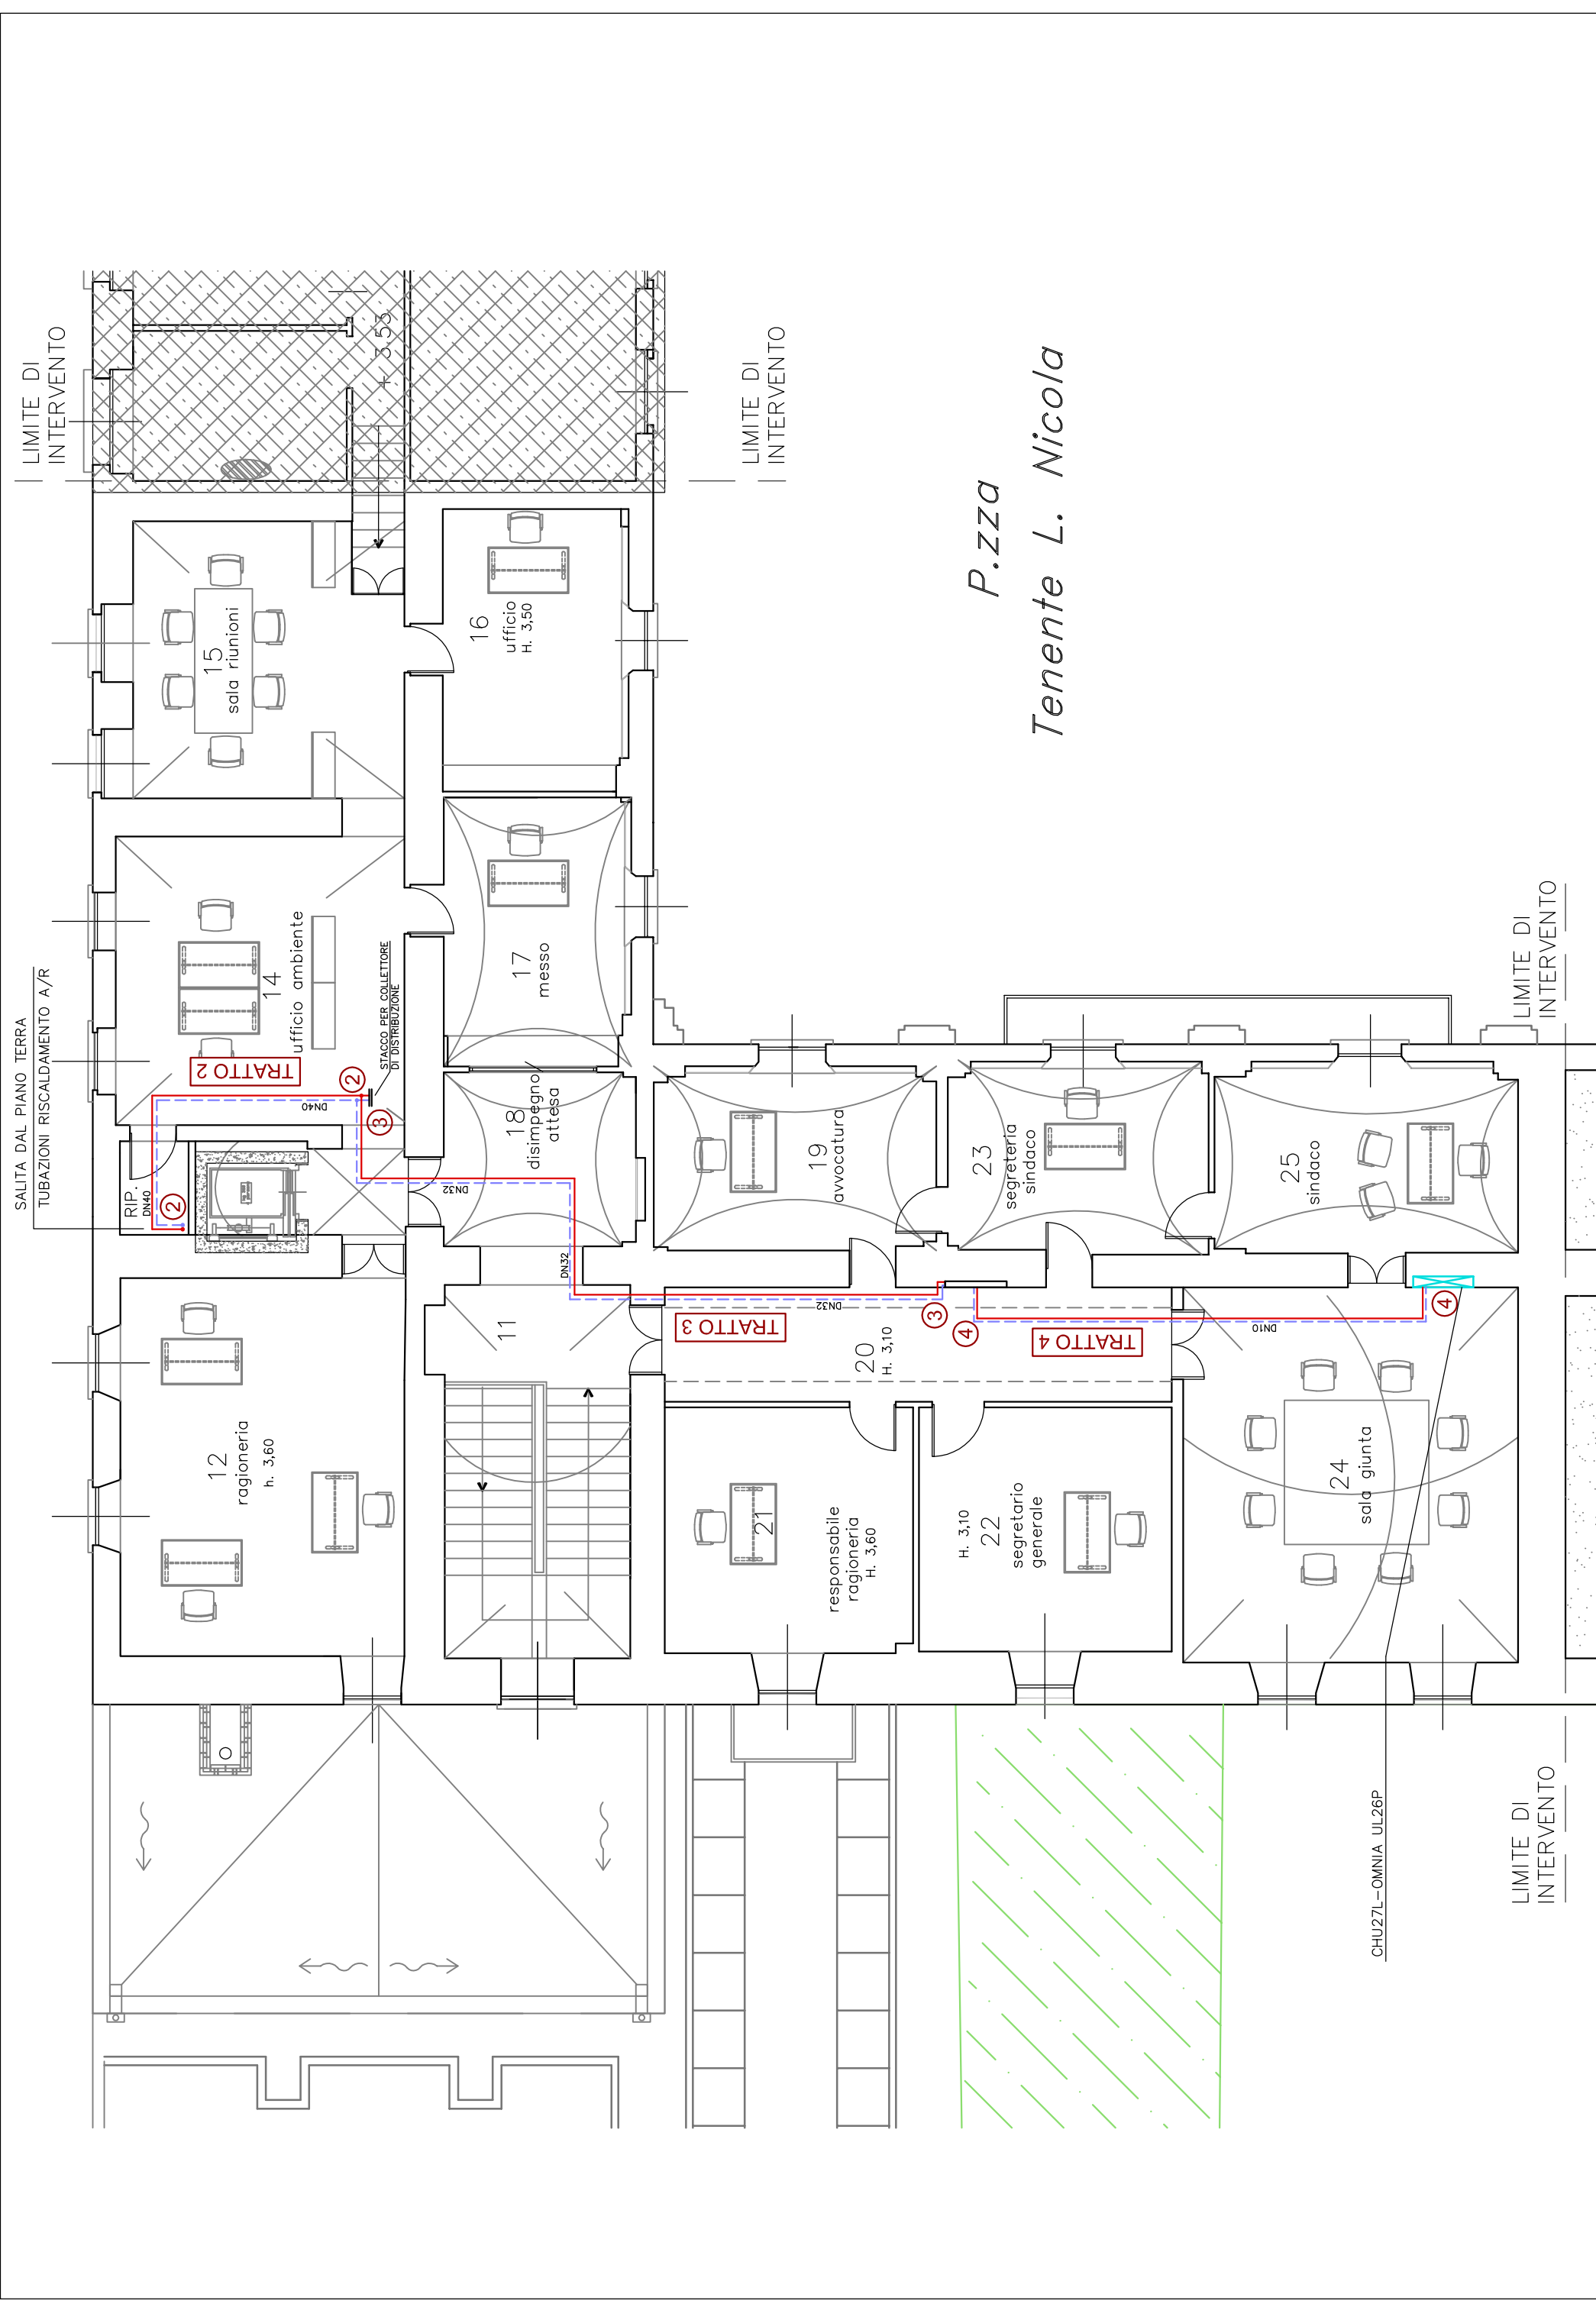 LIMITE DI
INTERVENTO
+ 3.53
LIMITE DI
INTERVENTO
P.zza
Tenente L. Nicola
15
sala riunioni
16
ufficio
H. 3,50
SALITA DAL PIANO TERRA
TUBAZIONI RISCALDAMENTO A/R
14
ufficio ambiente
STACCO PER COLLETTORE
DI DISTRIBUZIONE
17
messo
TRATTO 2
2
3
DN40
RIP.
DN40
2
18
disimpegno
attesa
DN32
DN32
19
avvocatura
23
segreteria
sindaco
25
sindaco
LIMITE DI
INTERVENTO
11
TRATTO 3
DN32
3
4
TRATTO 4
DN10
4
20
H. 3,10
12
ragioneria
h. 3,60
21
responsabile
ragioneria
H. 3,60
H. 3,10
22
segretario
generale
24
sala giunta
CHU27L-OMNIA UL26P
LIMITE DI
INTERVENTO